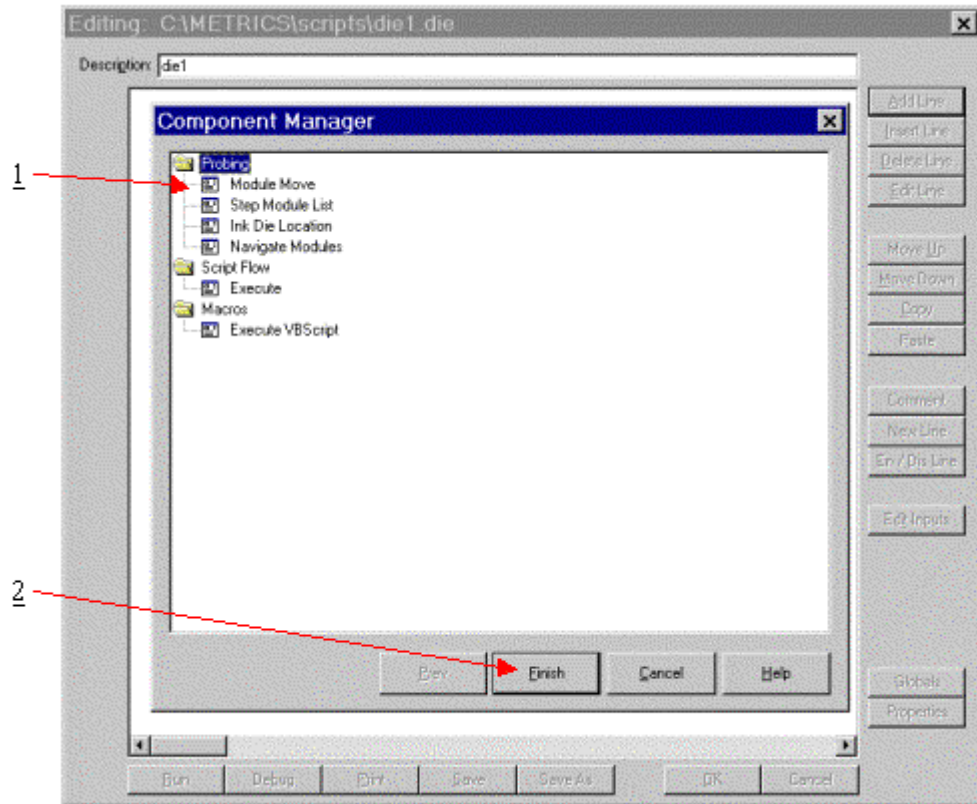 Editing: C:\METRICS\scripts\die1.die
Description: die1
Add Line
Component Manager
Insert Line
Delete Line
Edit Line
1
Probing
Module Move
Step Module List
Ink Die Location
Navigate Modules
Script Flow
Execute
Macros
Execute VBScript
Move Up
Move Down
Copy
Paste
Comment
New Line
En / Dis Line
Edit Inputs
2
Prev
Finish
Cancel
Help
Globals
Properties
Run
Debug
Print
Save
Save As
OK
Cancel